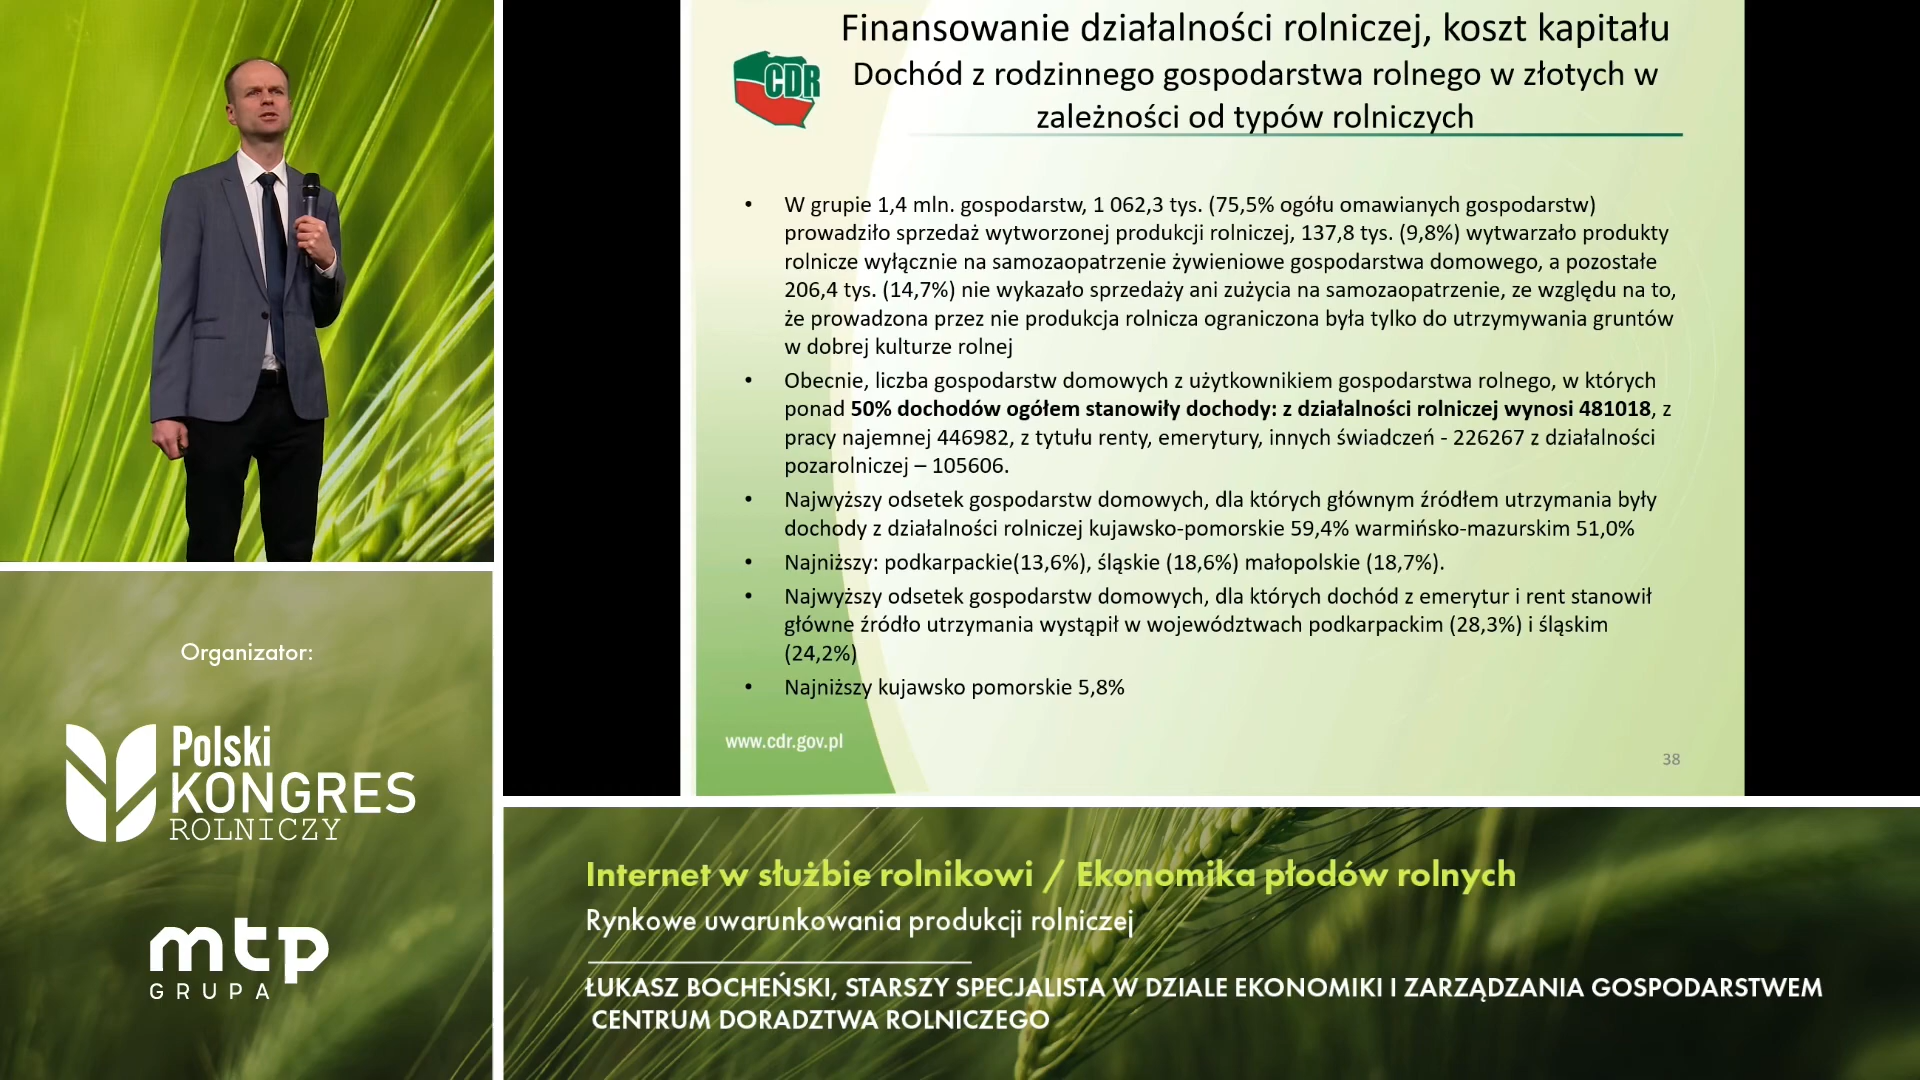 Finansowanie działalności rolniczej, koszt kapitału
Dochód z rodzinnego gospodarstwa rolnego w złotych w
zależności od typów rolniczych
CDR
• W grupie 1,4 mln. gospodarstw, 1 062,3 tys. (75,5% ogółu omawianych gospodarstw)
prowadziło sprzedaż wytworzonej produkcji rolniczej, 137,8 tys. (9,8%) wytwarzało produkty
rolnicze wyłącznie na samozaopatrzenie żywieniowe gospodarstwa domowego, a pozostałe
206,4 tys. (14,7%) nie wykazało sprzedaży ani zużycia na samozaopatrzenie, ze względu na to,
że prowadzona przez nie produkcja rolnicza ograniczona była tylko do utrzymywania gruntów
w dobrej kulturze rolnej
• Obecnie, liczba gospodarstw domowych z użytkownikiem gospodarstwa rolnego, w których
ponad 50% dochodów ogółem stanowiły dochody: z działalności rolniczej wynosi 481018, z
pracy najemnej 446982, z tytułu renty, emerytury, innych świadczeń - 226267 z działalności
pozarolniczej – 105606.
• Najwyższy odsetek gospodarstw domowych, dla których głównym źródłem utrzymania były
dochody z działalności rolniczej kujawsko-pomorskie 59,4% warmińsko-mazurskim 51,0%
• Najniższy: podkarpackie(13,6%), śląskie (18,6%) małopolskie (18,7%).
• Najwyższy odsetek gospodarstw domowych, dla których dochód z emerytur i rent stanowił
główne źródło utrzymania wystąpił w województwach podkarpackim (28,3%) i śląskim
(24,2%)
• Najniższy kujawsko pomorskie 5,8%
www.cdr.gov.pl
38
Organizator:
Polski
KONGRES
ROLNICZY
mtp
GRUPA
Internet w służbie rolnikowi / Ekonomika płodów rolnych
Rynkowe uwarunkowania produkcji rolniczej
ŁUKASZ BOCHEŃSKI, STARSZY SPECJALISTA W DZIALE EKONOMIKI I ZARZĄDZANIA GOSPODARSTWEM
CENTRUM DORADZTWA ROLNICZEGO